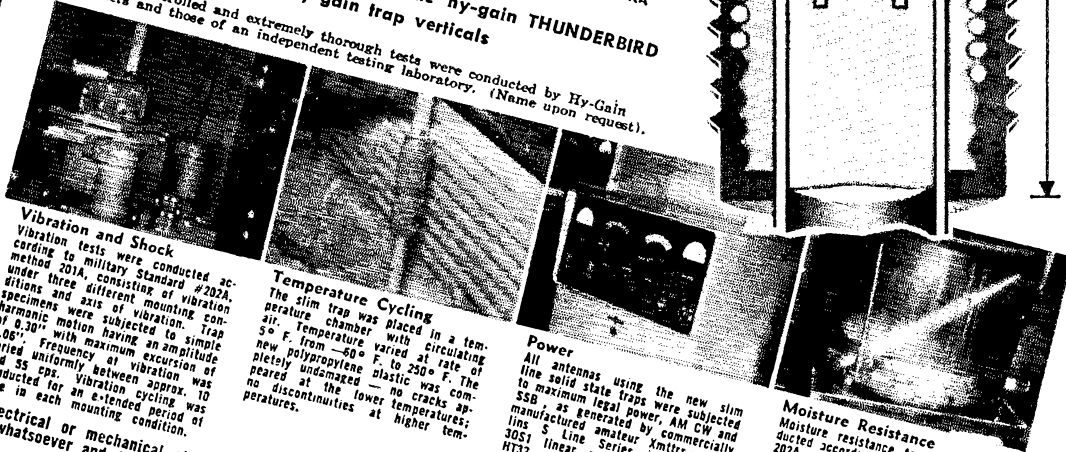 hy-gain THUNDERBIRD
gain trap verticals
rolled and extremely thorough tests were conducted by Hy-Gain
and those of an independent testing laboratory. (Name upon request).
Vibration and Shock
Vibration tests were conducted ac-
cording to military Standard #202A,
method 201A, consisting of vibration
under three different mounting con-
ditions and axis of vibration. Trap
specimens were subjected to simple
harmonic motion having an amplitude
of 0.30" with maximum excursion of
.06". Frequency of vibration was
varied uniformly between approx. 10
55 cps. Vibration cycling was
ducted for an extended period of
in each mounting condition.
ectrical or mechanical
whatsoever and
Temperature Cycling
The slim trap was placed in a tem-
perature chamber with circulating
air. Temperature varied at rate of
5° F. from —60° F. to 250° F. The
new polypropylene plastic was com-
pletely undamaged — no cracks ap-
peared at the lower temperatures;
no discontinuities at higher tem-
peratures.
Power
All antennas using the new slim
line solid state traps were subjected
to maximum legal power, AM CW and
SSB, as generated by commercially
manufactured amateur Xmttrs
lins S Line Series
30S1 linear
HT32
Moisture Resistance
Moisture resistance
ducted accord
202A